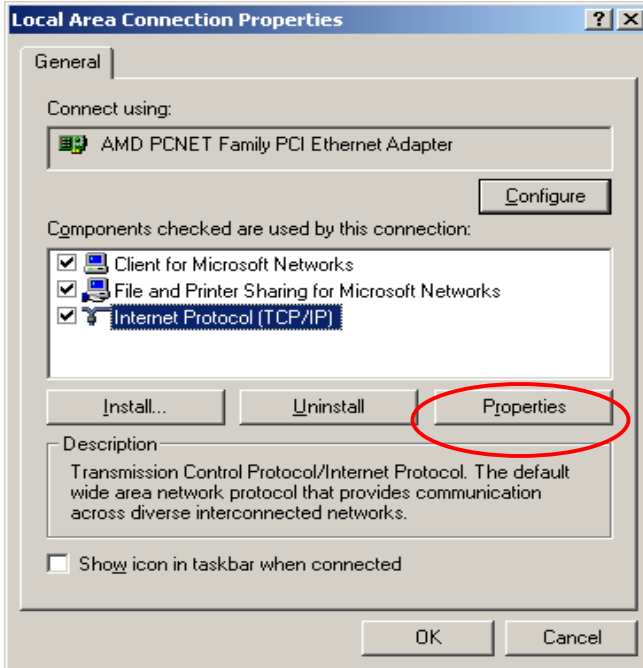 Local Area Connection Properties
General
Connect using:
AMD PCNET Family PCI Ethernet Adapter
Configure
Components checked are used by this connection:
Client for Microsoft Networks
File and Printer Sharing for Microsoft Networks
Internet Protocol (TCP/IP)
Install... Uninstall Properties
Description
Transmission Control Protocol/Internet Protocol. The default
wide area network protocol that provides communication
across diverse interconnected networks.
Show icon in taskbar when connected
OK Cancel